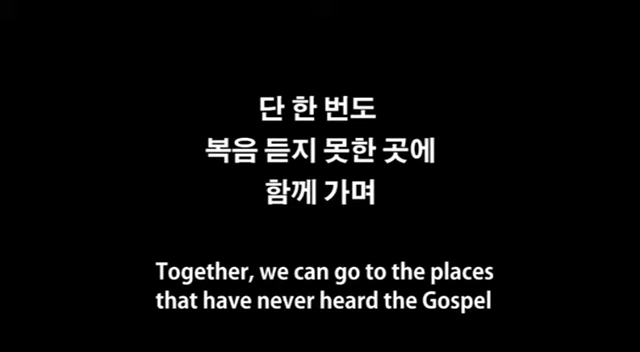 단 한 번도
복음 듣지 못한 곳에
함께 가며
Together, we can go to the places
that have never heard the Gospel